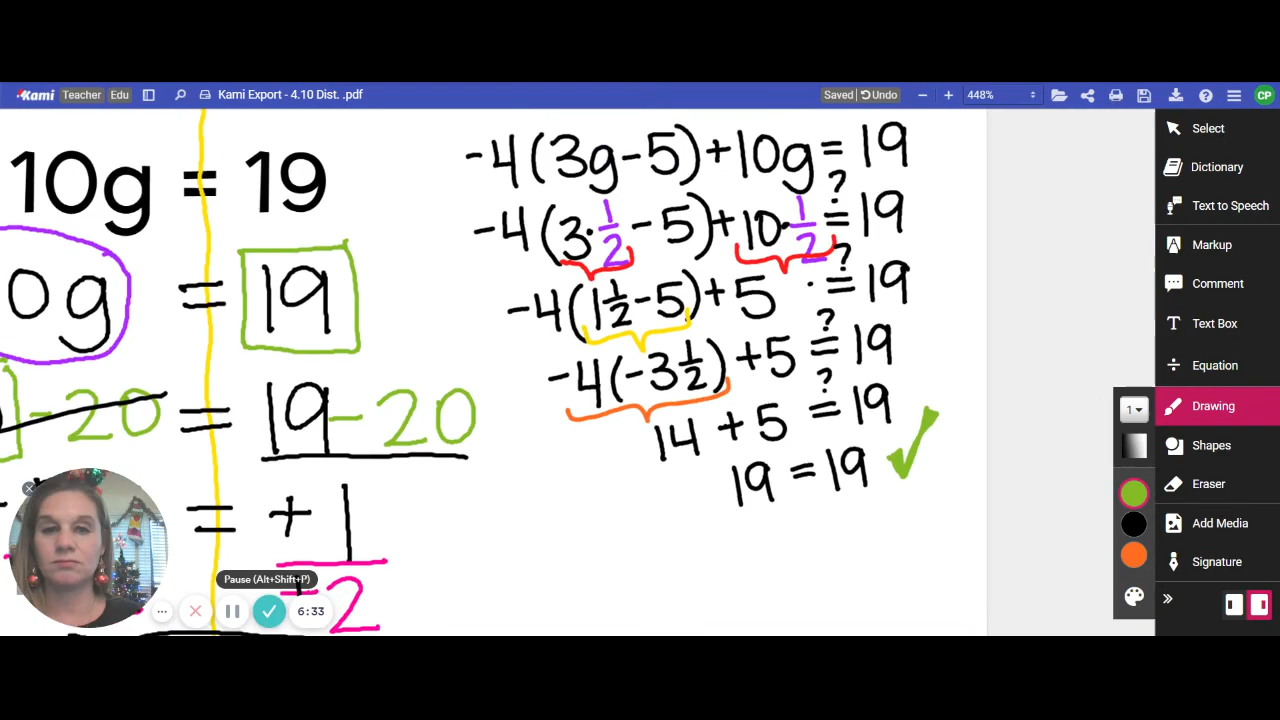 Kami Teacher Edu Kami Export - 4.10 Dist. .pdf Saved Undo 448% CP
10g = 19
0g = 19
-20 = 19-20
= +1
2
-4(3g-5)+10g=19
-4(3·1/2-5)+10·1/2≟19
-4(1 1/2-5)+5 ·≟19
-4(-3 1/2)+5≟19
14+5≟19
19=19✓
Select
Dictionary
Text to Speech
Markup
Comment
Text Box
Equation
1 Drawing
Shapes
Eraser
Add Media
Signature
Pause (Alt+Shift+P)
6:33